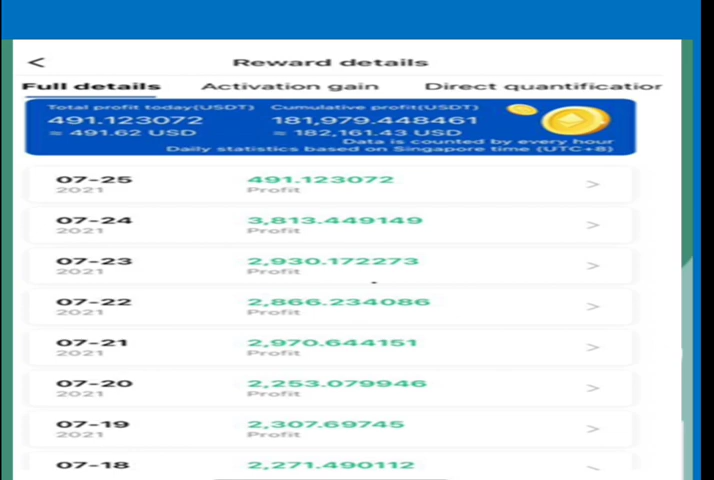 <
Reward details
Full details Activation gain Direct quantification
Total profit today(USDT) Cumulative profit(USDT)
491.123072 181,979.448461
≈ 491.62 USD ≈ 182,161.43 USD
Data is counted by every hour
Daily statistics based on Singapore time (UTC+8)
07-25 491.123072 >
2021 Profit
07-24 3,813.449149 >
2021 Profit
07-23 2,930.172273 >
2021 Profit
07-22 2,866.234086 >
2021 Profit
07-21 2,970.644151 >
2021 Profit
07-20 2,253.079946 >
2021 Profit
07-19 2,307.69745 >
2021 Profit
07-18 2,271.490112